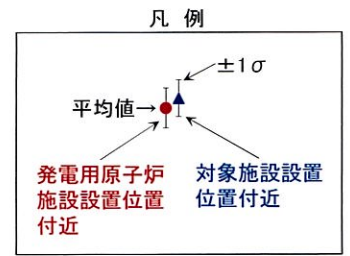 凡 例
±1σ
平均値→
発電用原子炉
施設設置位置
付近
対象施設設置
位置付近